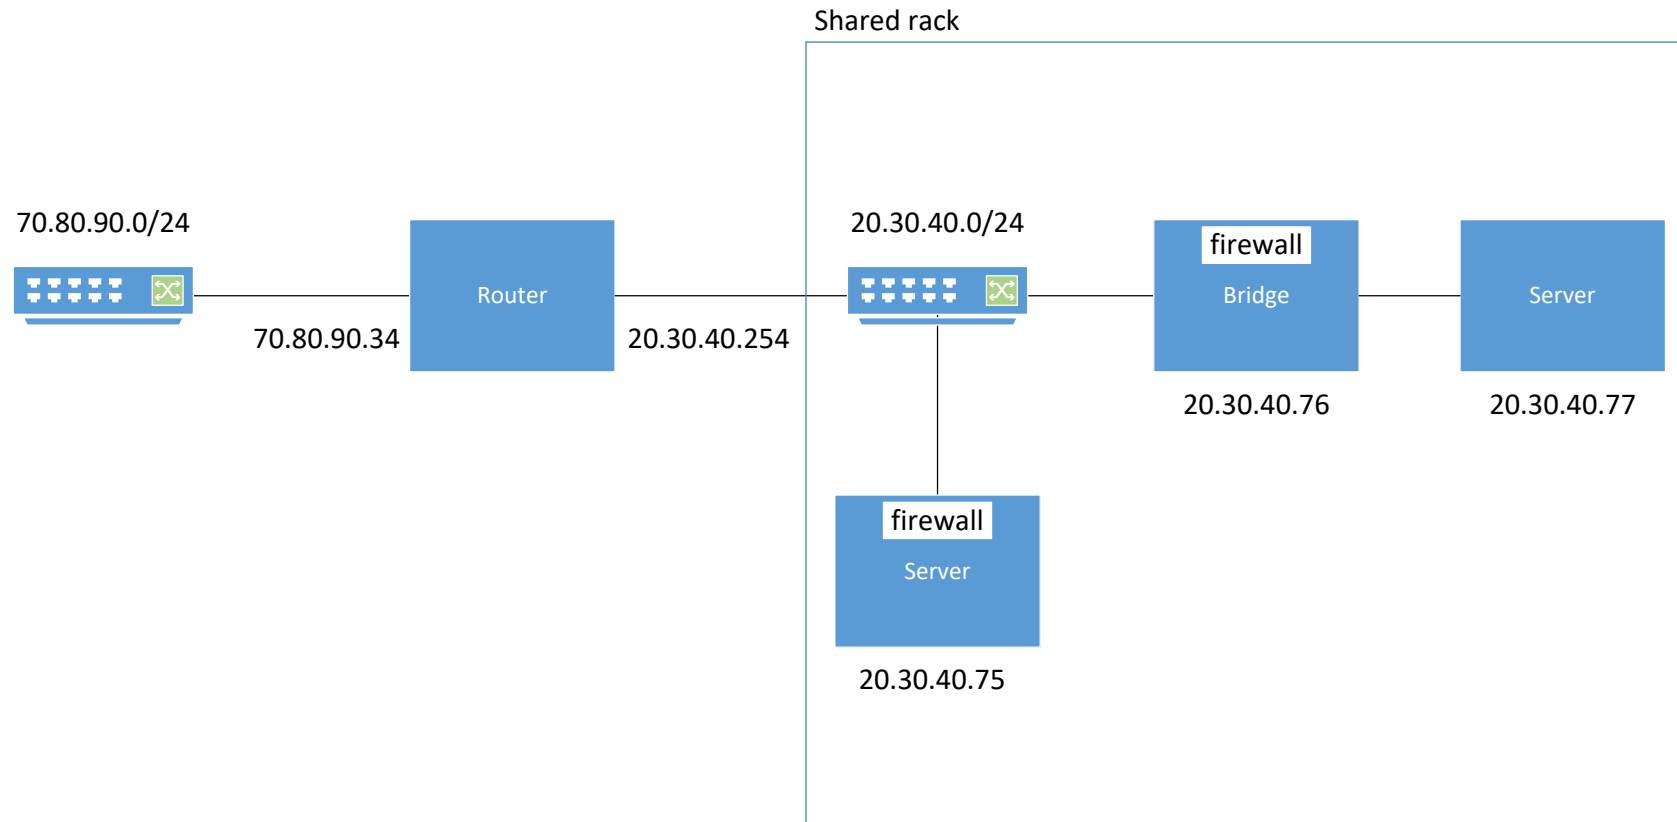 Shared rack
70.80.90.0/24
20.30.40.0/24
firewall
Router
Bridge
Server
70.80.90.34
20.30.40.254
20.30.40.76
20.30.40.77
firewall
Server
20.30.40.75